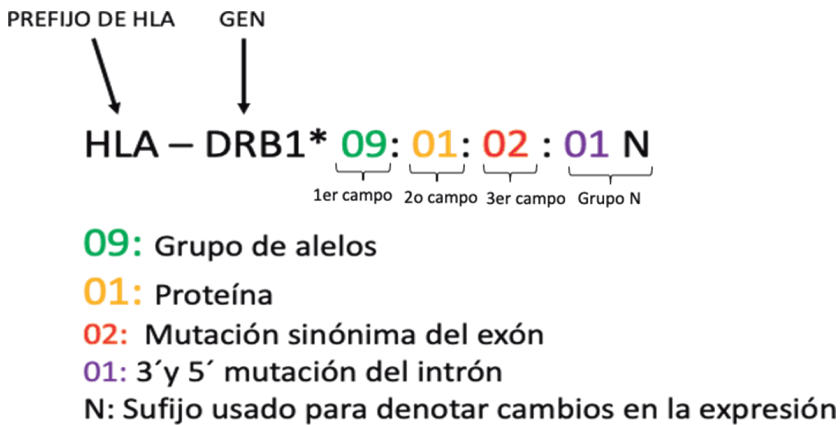 PREFIJO DE HLA GEN
HLA – DRB1* 09: 01: 02 : 01 N
1er campo 2o campo 3er campo Grupo N
09: Grupo de alelos
01: Proteína
02: Mutación sinónima del exón
01: 3´y 5´ mutación del intrón
N: Sufijo usado para denotar cambios en la expresión